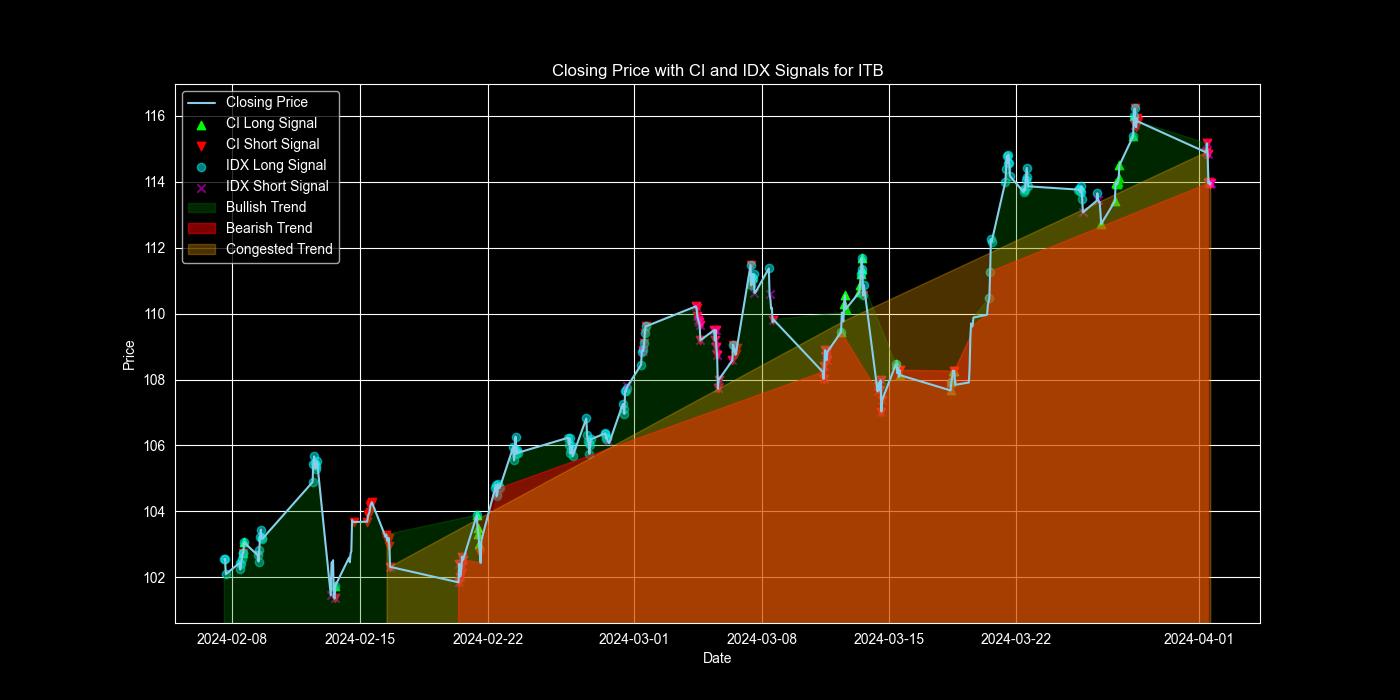 Closing Price with CI and IDX Signals for ITB
Closing Price
CI Long Signal
CI Short Signal
IDX Long Signal
IDX Short Signal
Bullish Trend
Bearish Trend
Congested Trend
116
114
112
110
108
106
104
102
Price
2024-02-08
2024-02-15
2024-02-22
2024-03-01
2024-03-08
2024-03-15
2024-03-22
2024-04-01
Date